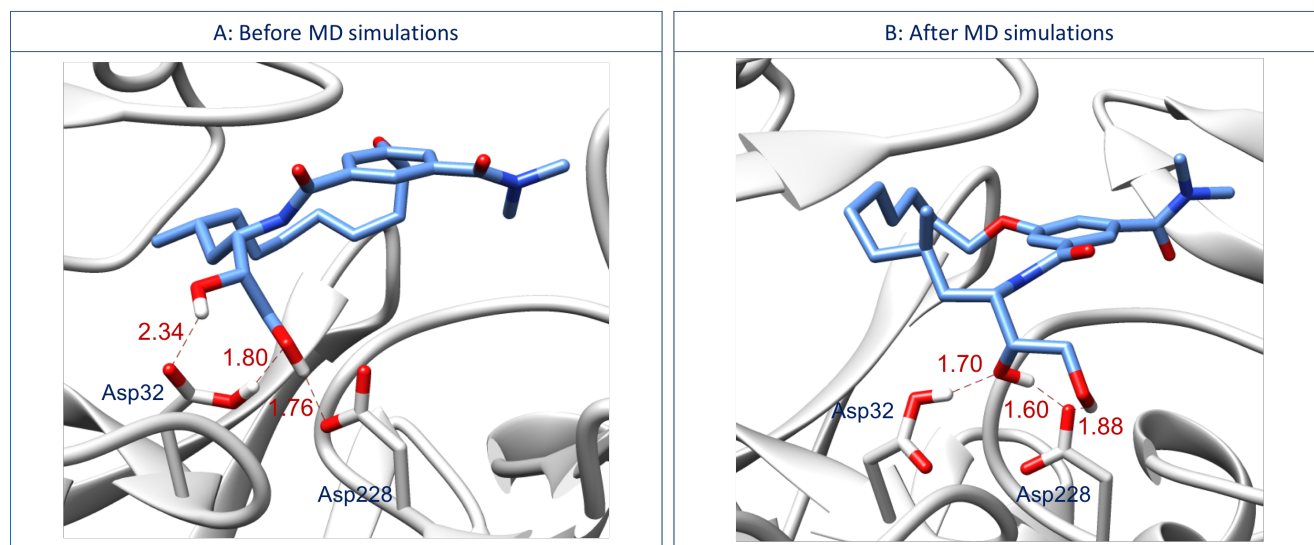 A: Before MD simulations
B: After MD simulations
2.34
1.80
Asp32
1.76
Asp228
1.70
Asp32
1.60
1.88
Asp228